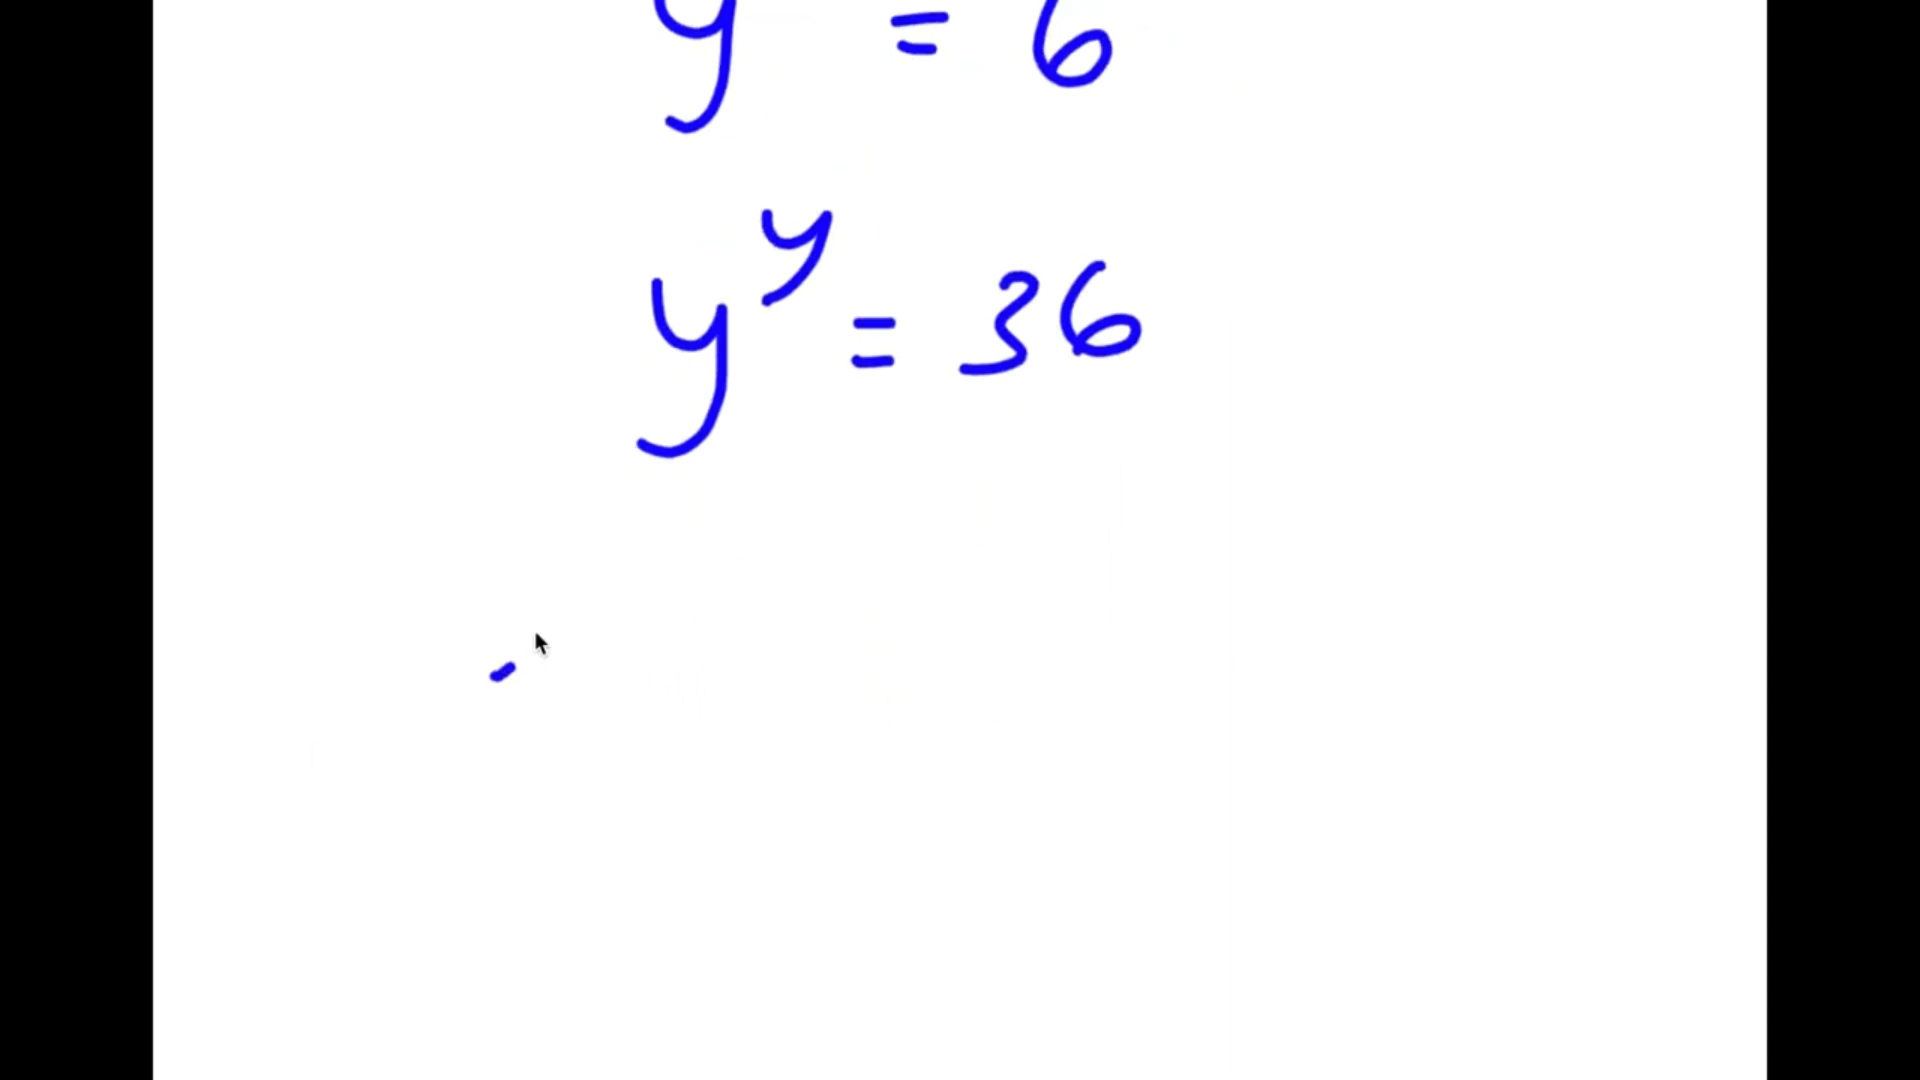 y = 6
y^y = 36